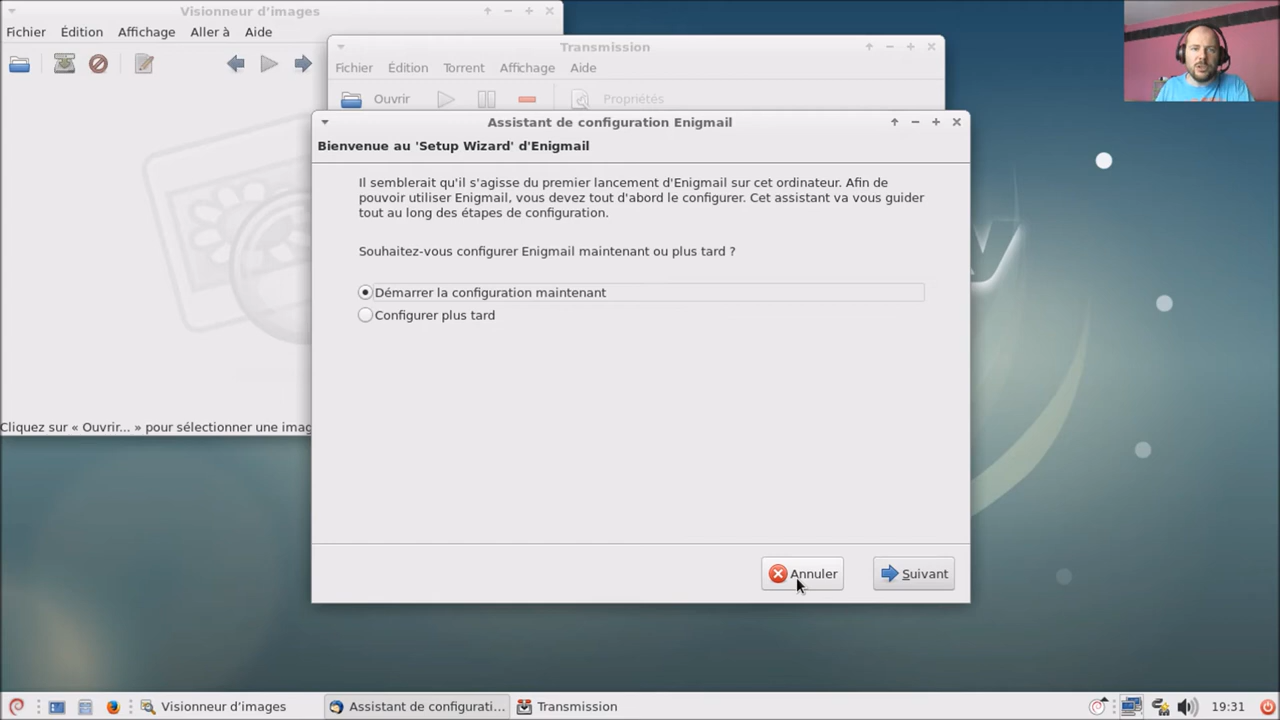 Visionneur d’images
Fichier Édition Affichage Aller à Aide
Transmission
Fichier Édition Torrent Affichage Aide
Ouvrir Propriétés
Assistant de configuration Enigmail
Bienvenue au 'Setup Wizard' d'Enigmail
Il semblerait qu'il s'agisse du premier lancement d'Enigmail sur cet ordinateur. Afin de
pouvoir utiliser Enigmail, vous devez tout d'abord le configurer. Cet assistant va vous guider
tout au long des étapes de configuration.
Souhaitez-vous configurer Enigmail maintenant ou plus tard ?
Démarrer la configuration maintenant
Configurer plus tard
Cliquez sur « Ouvrir... » pour sélectionner une imag
Annuler Suivant
Visionneur d’images Assistant de configurati... Transmission 19:31